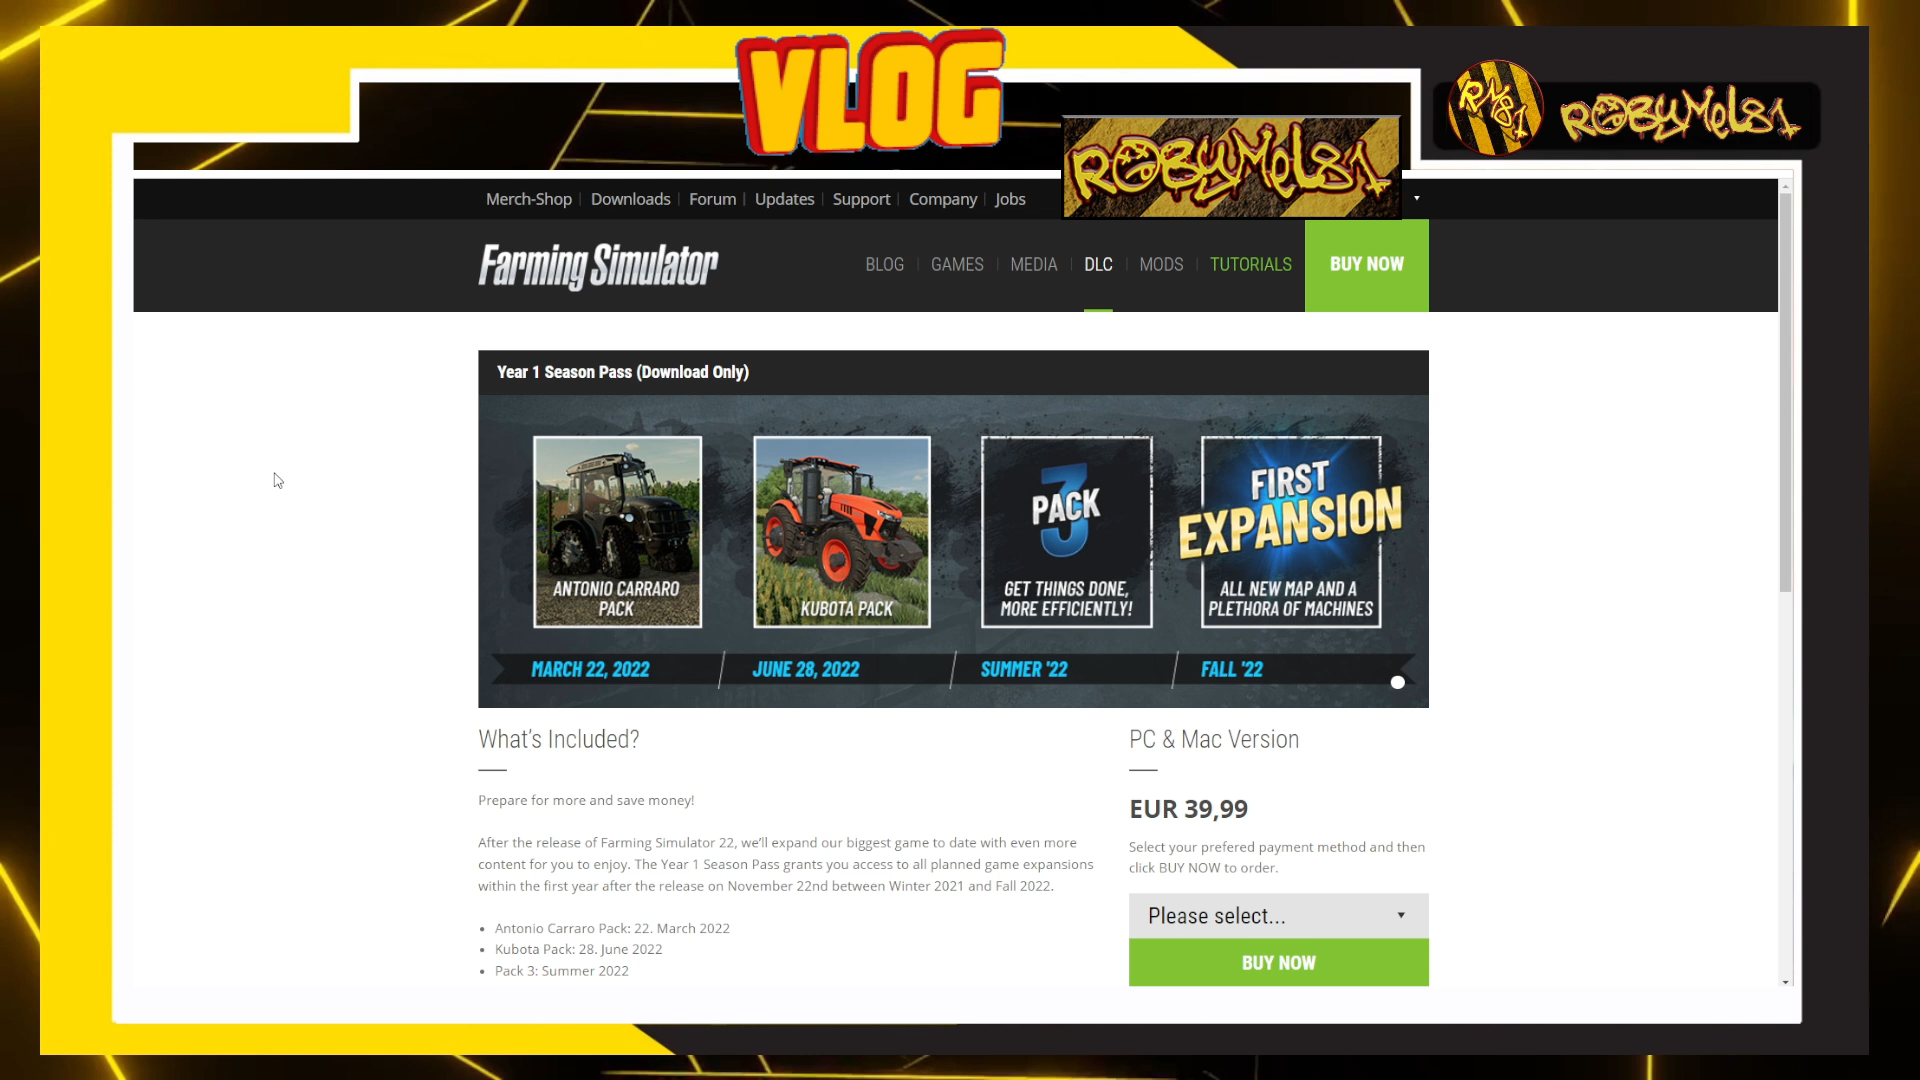 VLOG
RM81
ROBYMEL81
ROBYMEL81
Merch-Shop
Downloads
Forum
Updates
Support
Company
Jobs
Farming Simulator
BLOG
GAMES
MEDIA
DLC
MODS
TUTORIALS
BUY NOW
Year 1 Season Pass (Download Only)
ANTONIO CARRARO
PACK
KUBOTA PACK
3
PACK
GET THINGS DONE,
MORE EFFICIENTLY!
FIRST
EXPANSION
ALL NEW MAP AND A
PLETHORA OF MACHINES
MARCH 22, 2022
JUNE 28, 2022
SUMMER '22
FALL '22
What's Included?
Prepare for more and save money!
After the release of Farming Simulator 22, we'll expand our biggest game to date with even more
content for you to enjoy. The Year 1 Season Pass grants you access to all planned game expansions
within the first year after the release on November 22nd between Winter 2021 and Fall 2022.
Antonio Carraro Pack: 22. March 2022
Kubota Pack: 28. June 2022
Pack 3: Summer 2022
PC & Mac Version
EUR 39,99
Select your prefered payment method and then
click BUY NOW to order.
Please select...
BUY NOW